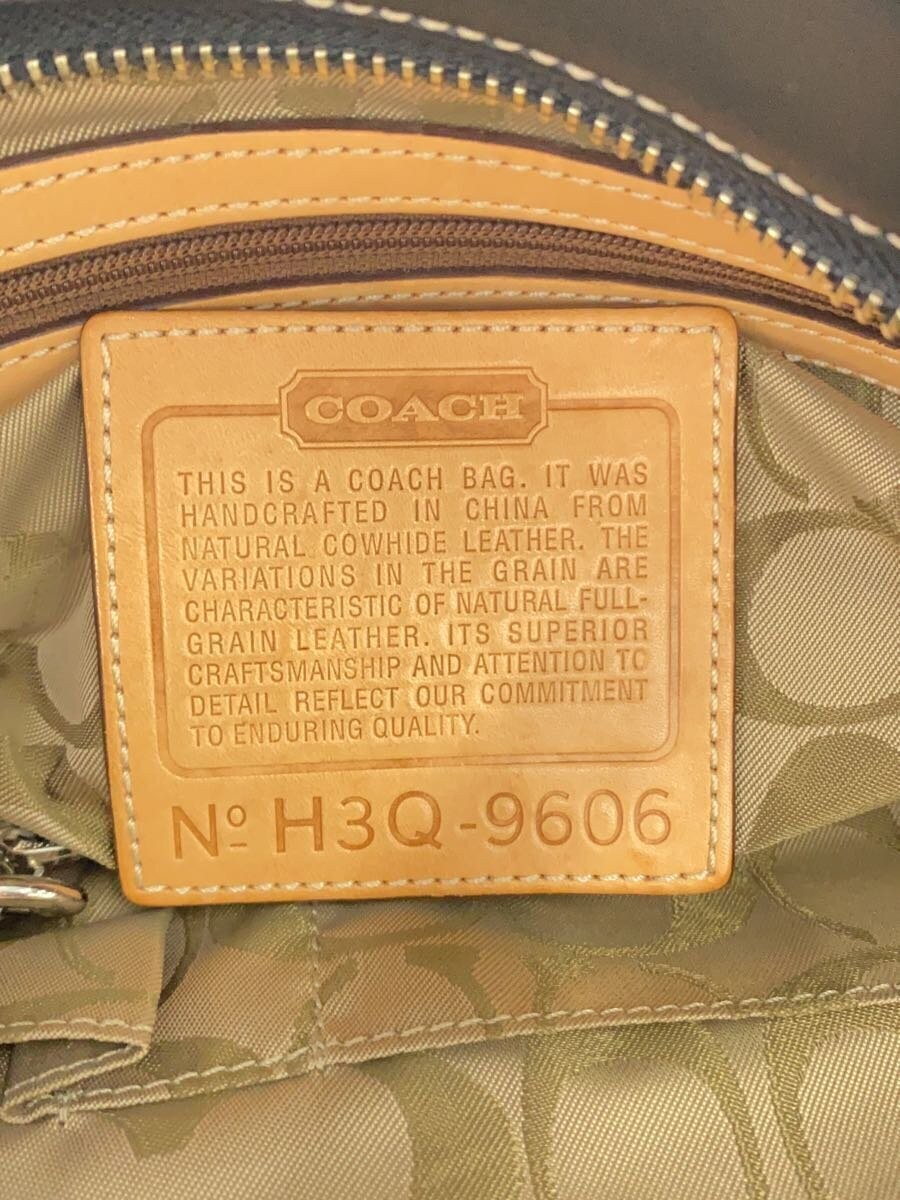 COACH
THIS IS A COACH BAG. IT WAS
HANDCRAFTED IN CHINA FROM
NATURAL COWHIDE LEATHER. THE
VARIATIONS IN THE GRAIN ARE
CHARACTERISTIC OF NATURAL FULL-
GRAIN LEATHER. ITS SUPERIOR
CRAFTSMANSHIP AND ATTENTION TO
DETAIL REFLECT OUR COMMITMENT
TO ENDURING QUALITY.
Nº H3Q-9606